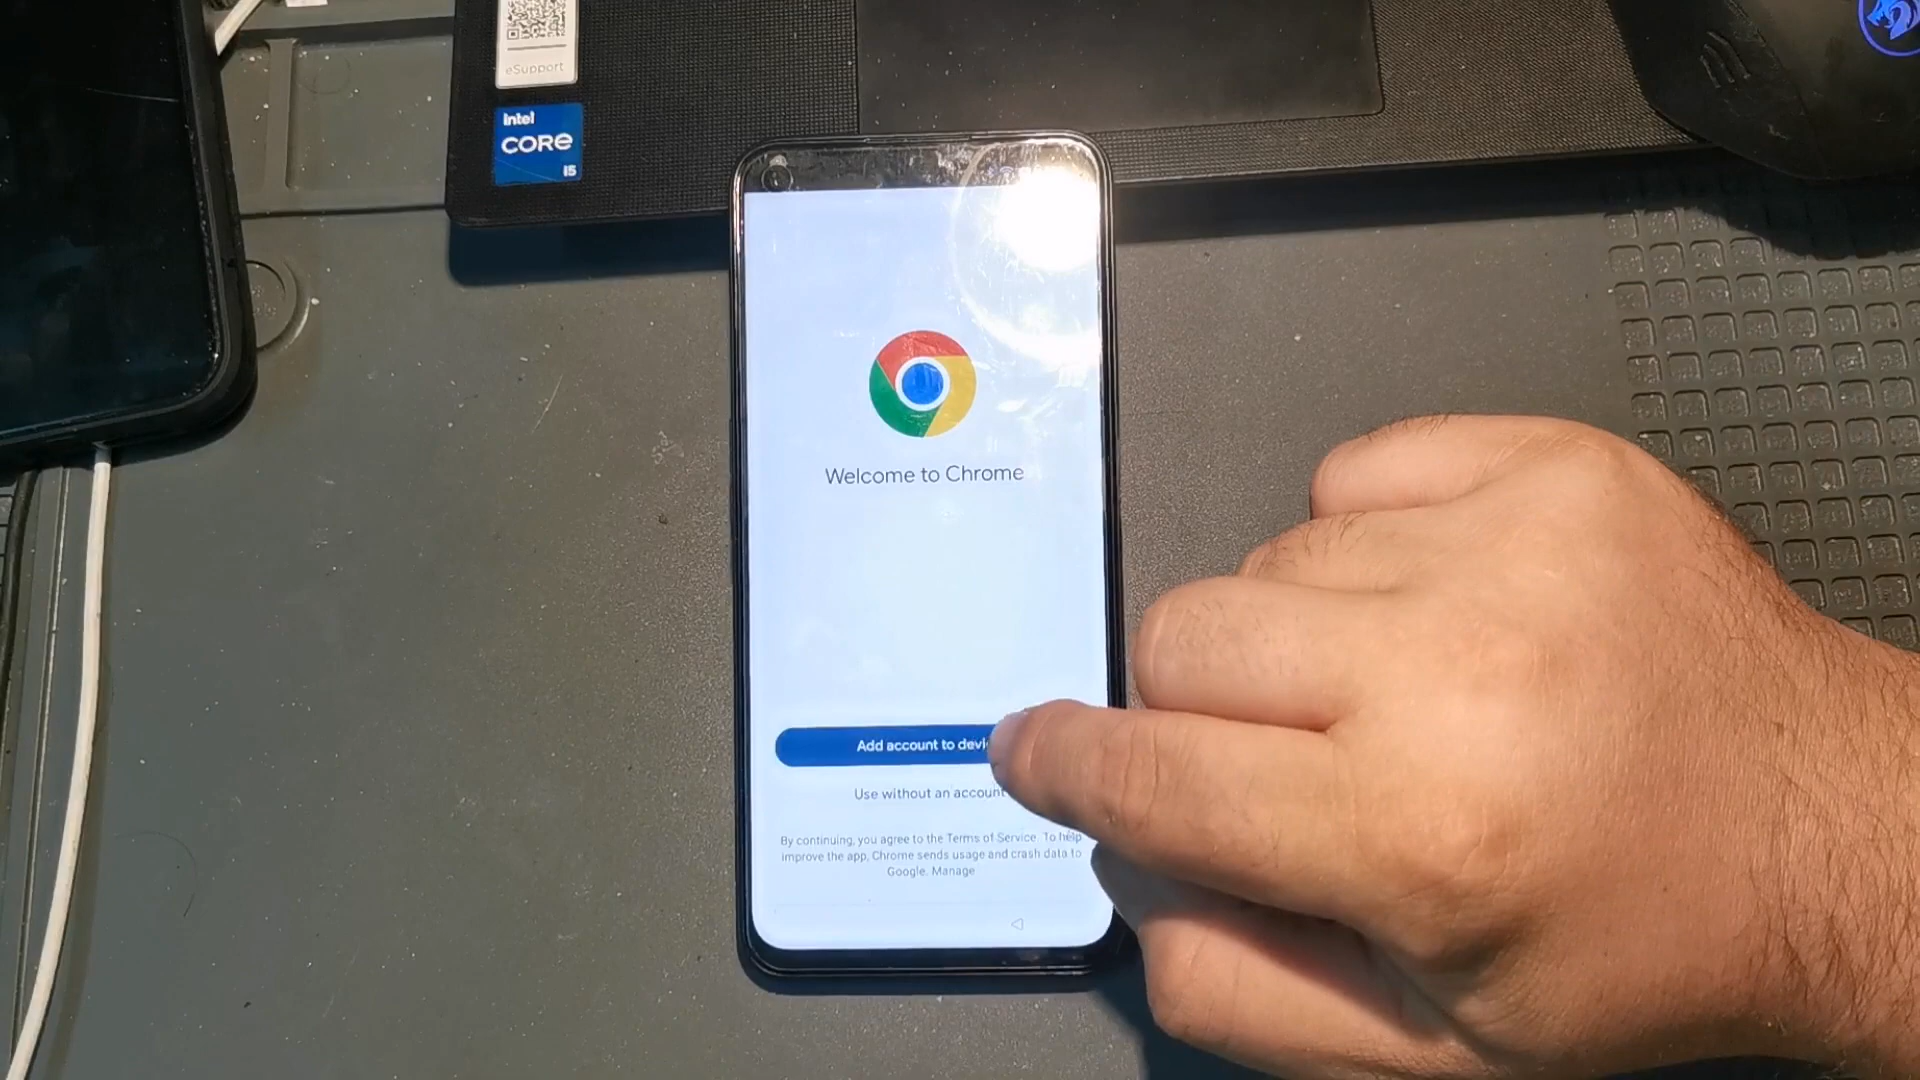 eSupport
intel
CORE
i5
Welcome to Chrome
Add account to devi
Use without an account
By continuing, you agree to the Terms of Service. To help
improve the app, Chrome sends usage and crash data to
Google. Manage